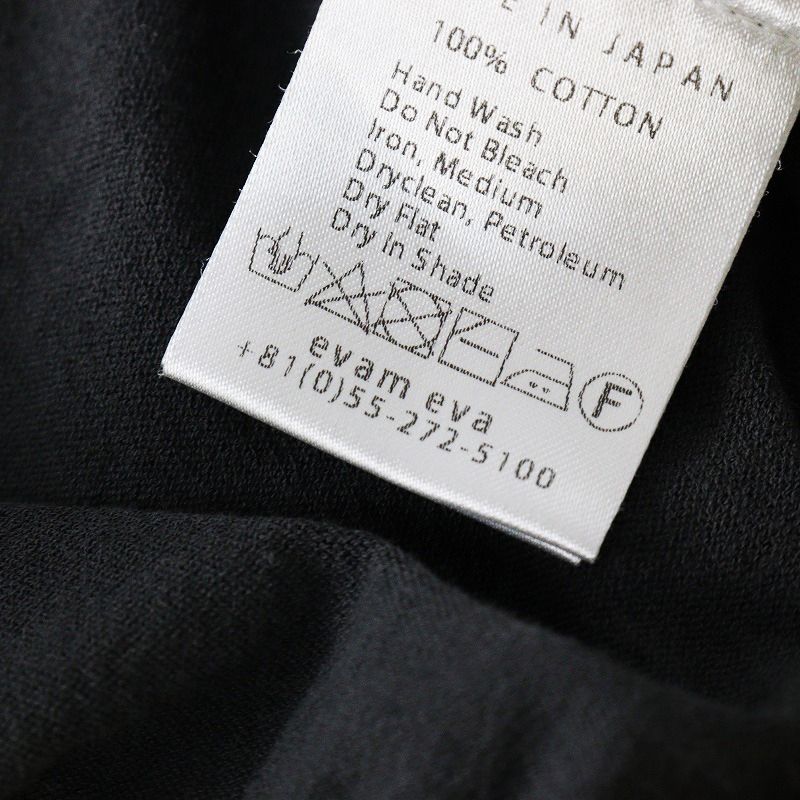 E IN JAPAN
100% COTTON
Hand Wash
Do Not Bleach
Iron, Medium
Dryclean, Petroleum
Dry Flat
Dry In Shade
F
evam eva
+81(0)55-272-5100